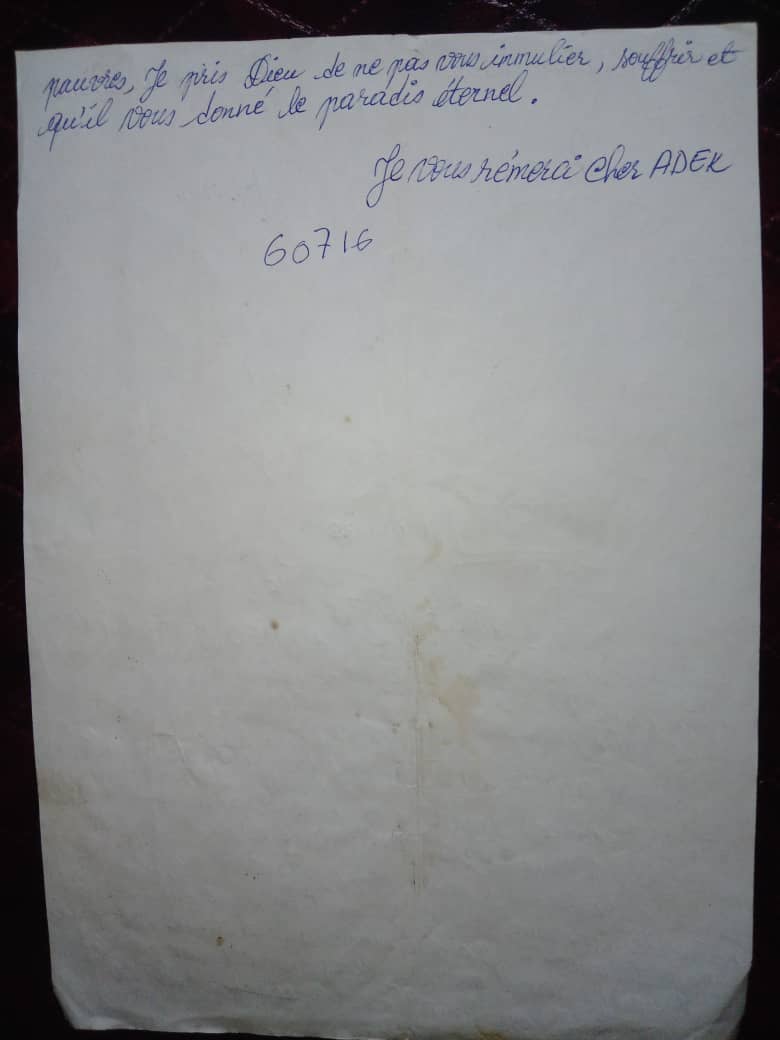 pauvres, Je pris Dieu de ne pas vous immulier, souffrir et
qu'il vous donné le paradis éternel.
Je vous rémerci cher ADEK
60716